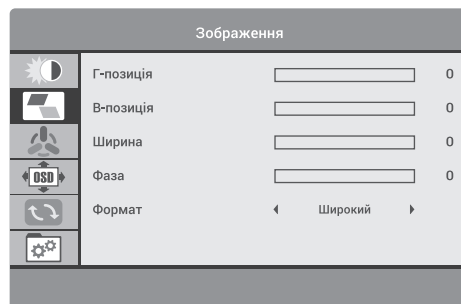 Зображення
Г-позиція 0
В-позиція 0
Ширина 0
Фаза 0
OSD
Формат Широкий